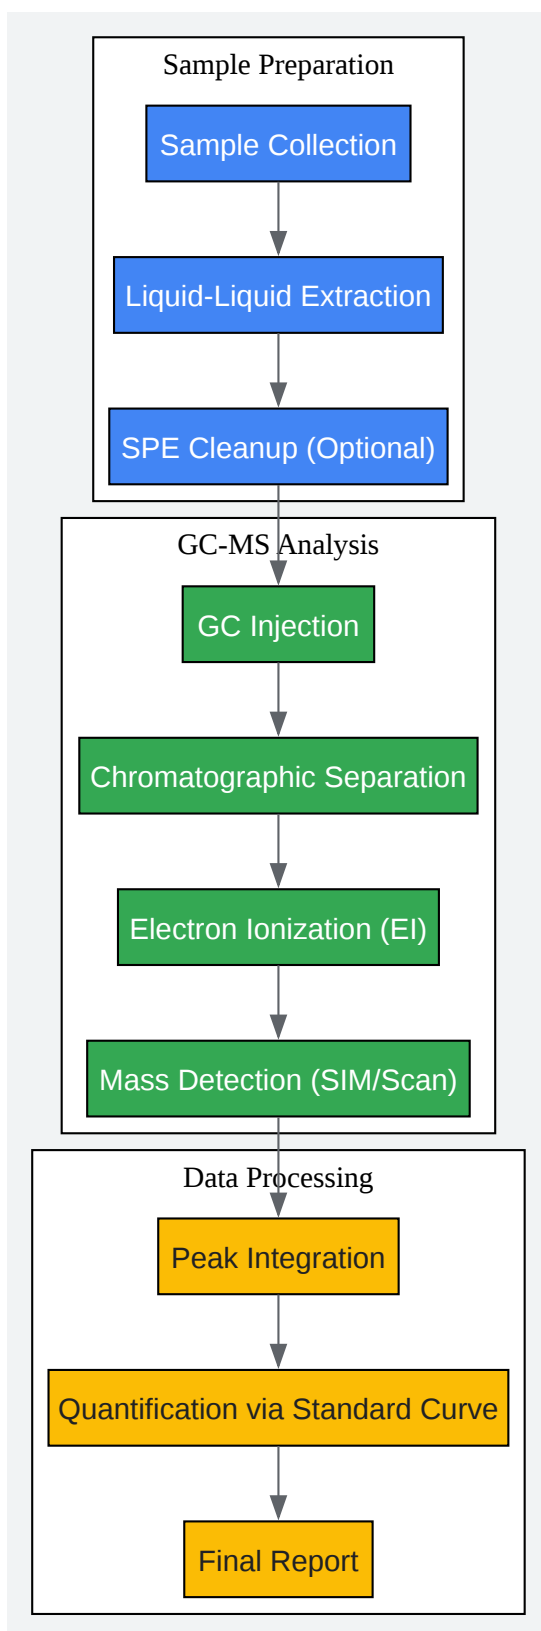 Sample Preparation
Sample Collection
Liquid-Liquid Extraction
SPE Cleanup (Optional)
GC-MS Analysis
GC Injection
Chromatographic Separation
Electron Ionization (EI)
Mass Detection (SIM/Scan)
Data Processing
Peak Integration
Quantification via Standard Curve
Final Report